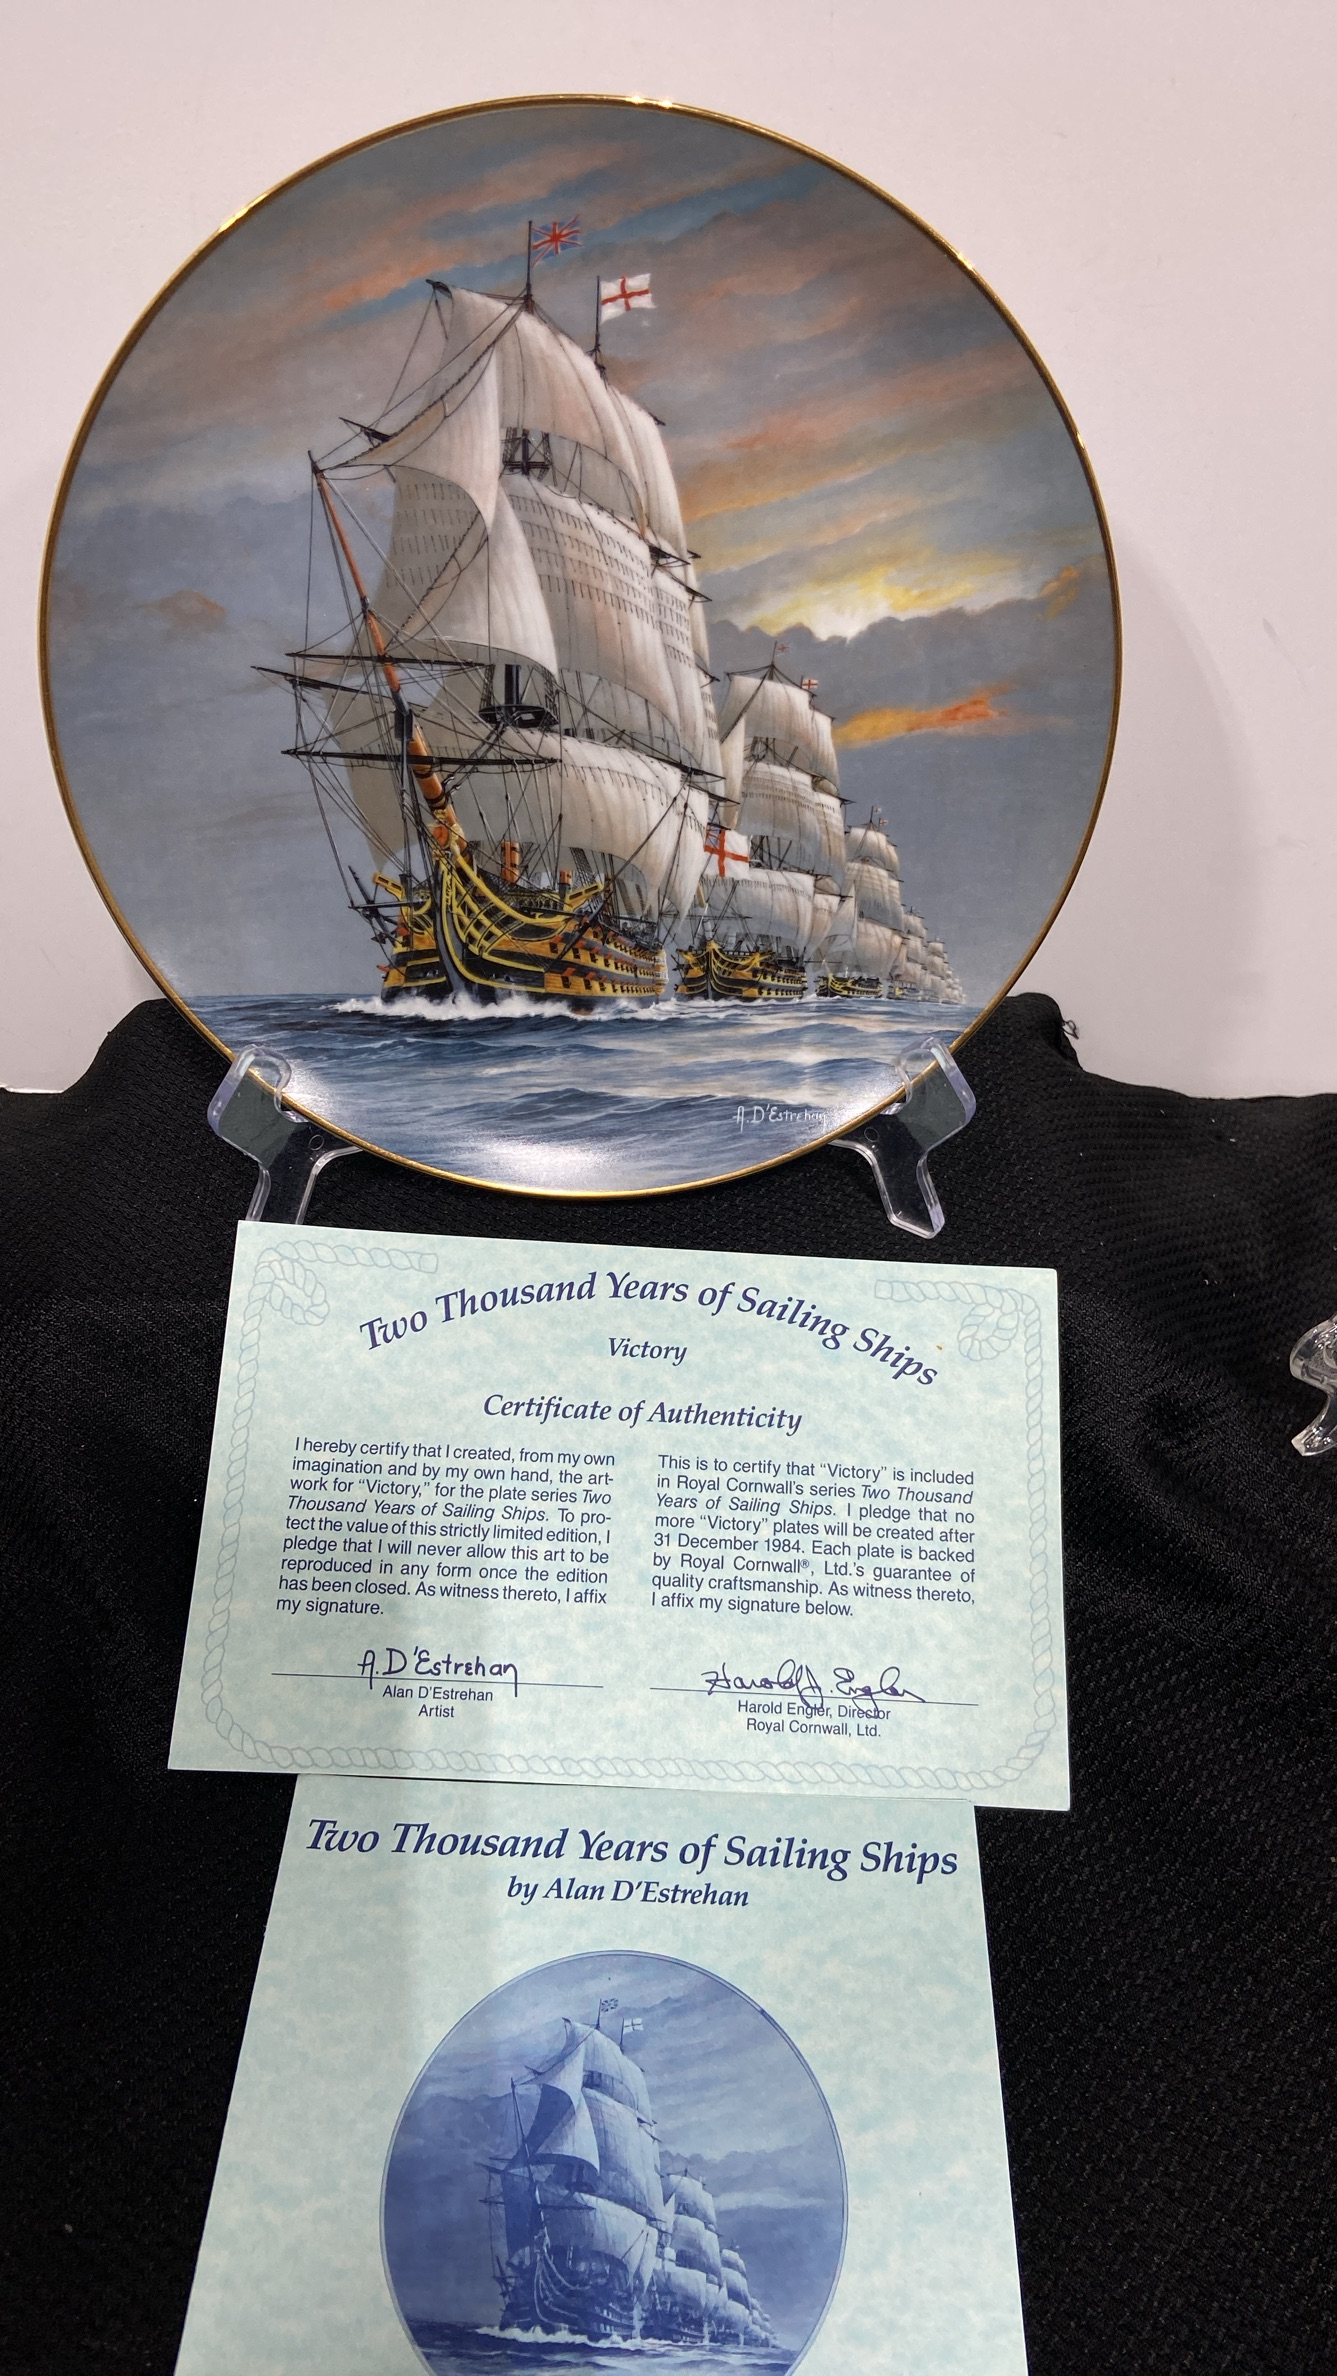 A. D'Estrehan
Two Thousand Years of Sailing Ships
Victory
Certificate of Authenticity
I hereby certify that I created, from my own
imagination and by my own hand, the art-
work for “Victory,” for the plate series Two
Thousand Years of Sailing Ships. To pro-
tect the value of this strictly limited edition, I
pledge that I will never allow this art to be
reproduced in any form once the edition
has been closed. As witness thereto, I affix
my signature.
A. D'Estrehan
Alan D'Estrehan
Artist
This is to certify that “Victory” is included
in Royal Cornwall's series Two Thousand
Years of Sailing Ships. I pledge that no
more “Victory” plates will be created after
31 December 1984. Each plate is backed
by Royal Cornwall®, Ltd.'s guarantee of
quality craftsmanship. As witness thereto,
I affix my signature below.
Harold J. Engler
Harold Engler, Director
Royal Cornwall, Ltd.
Two Thousand Years of Sailing Ships
by Alan D'Estrehan